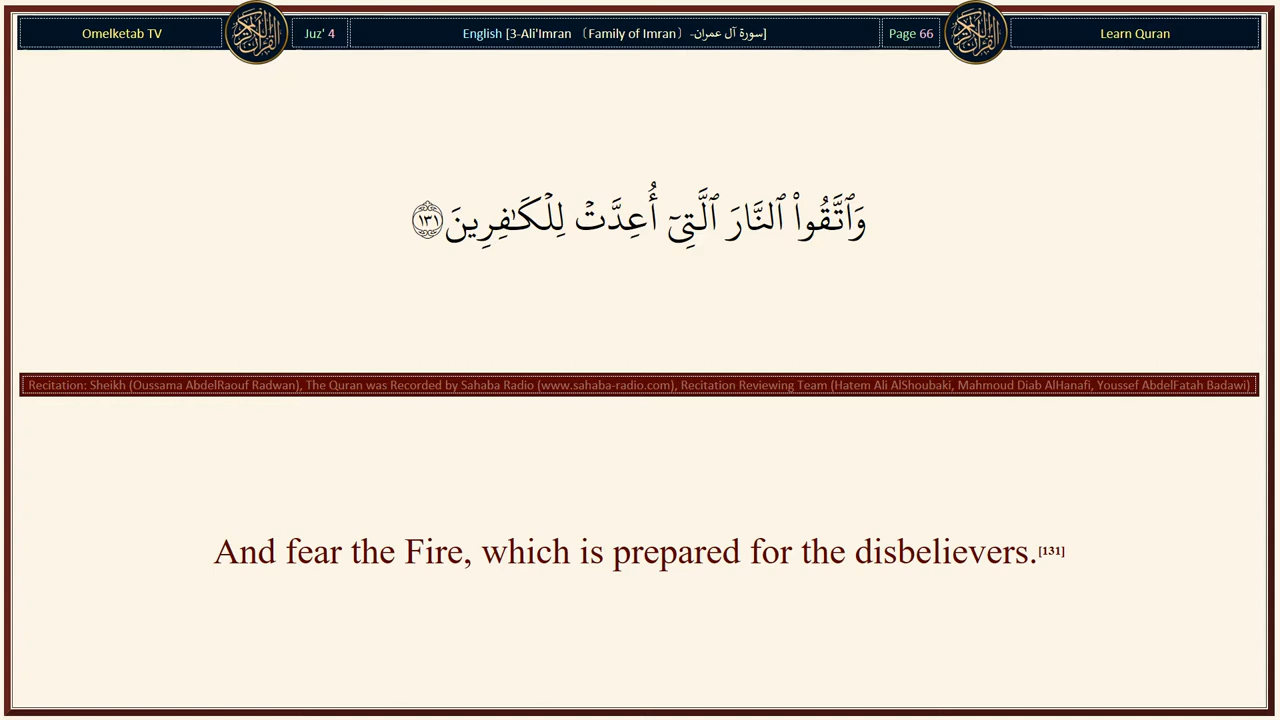 Omelketab TV
Juz' 4
English [3-Ali'Imran 〔Family of Imran〕 -سورة آل عمران]
Page 66
Learn Quran
وَٱتَّقُوا۟ ٱلنَّارَ ٱلَّتِىٓ أُعِدَّتْ لِلْكَـٰفِرِينَ ١٣١
Recitation: Sheikh (Oussama AbdelRaouf Radwan), The Quran was Recorded by Sahaba Radio (www.sahaba-radio.com), Recitation Reviewing Team (Hatem Ali AlShoubaki, Mahmoud Diab AlHanafi, Youssef AbdelFatah Badawi)
And fear the Fire, which is prepared for the disbelievers.[131]